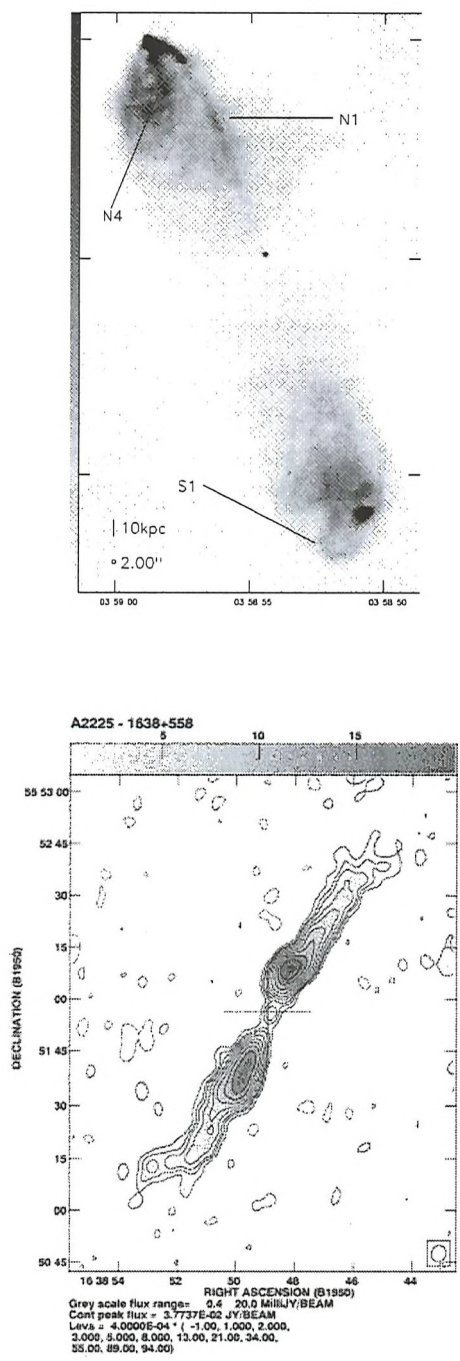 N1
N4
S1
10kpc
2.00"
03 59 00
03 58 55
03 58 50
A2225 - 1638+558
5
10
15
55 53 00
52 45
30
15
00
51 45
30
15
00
50 45
DECLINATION (B1950)
16 38 54
52
50
48
46
44
RIGHT ASCENSION (B1950)
Grey scale flux range= 0.4 20.0 MilliJY/BEAM
Cont peak flux = 3.7737E-02 JY/BEAM
Levs = 4.0000E-04 * ( -1.00, 1.000, 2.000,
3.000, 5.000, 8.000, 13.00, 21.00, 34.00,
55.00, 89.00, 94.00)